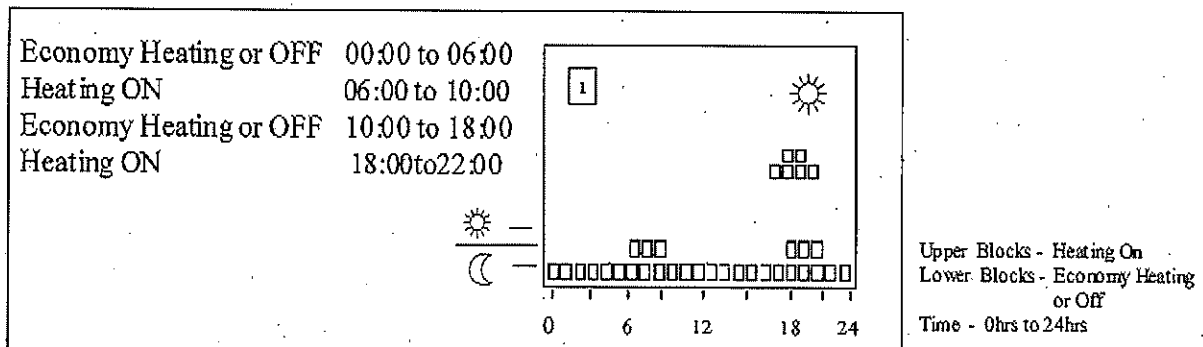 Economy Heating or OFF 00:00 to 06:00
Heating ON 06:00 to 10:00
Economy Heating or OFF 10:00 to 18:00
Heating ON 18:00to22:00
1
0 6 12 18 24
Upper Blocks - Heating On
Lower Blocks - Economy Heating
or Off
Time - 0hrs to 24hrs